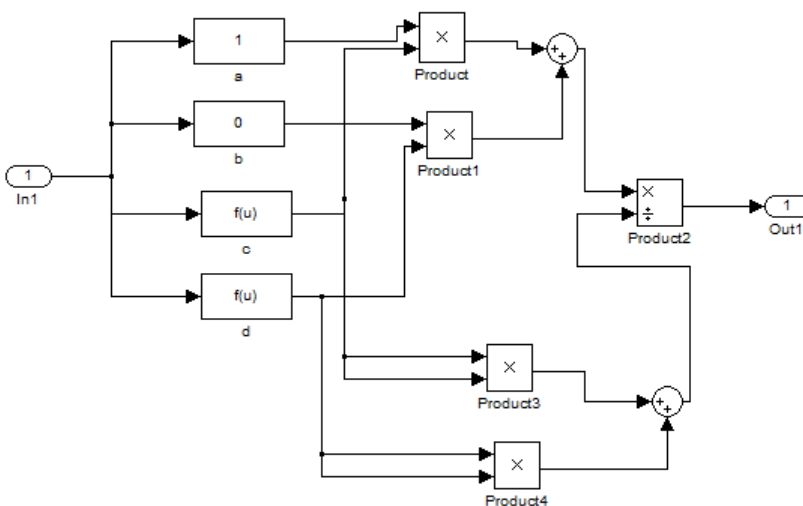 1
In1
1
a
0
b
f(u)
c
f(u)
d
×
Product
×
Product1
+
+
×
÷
Product2
1
Out1
×
Product3
×
Product4
+
+